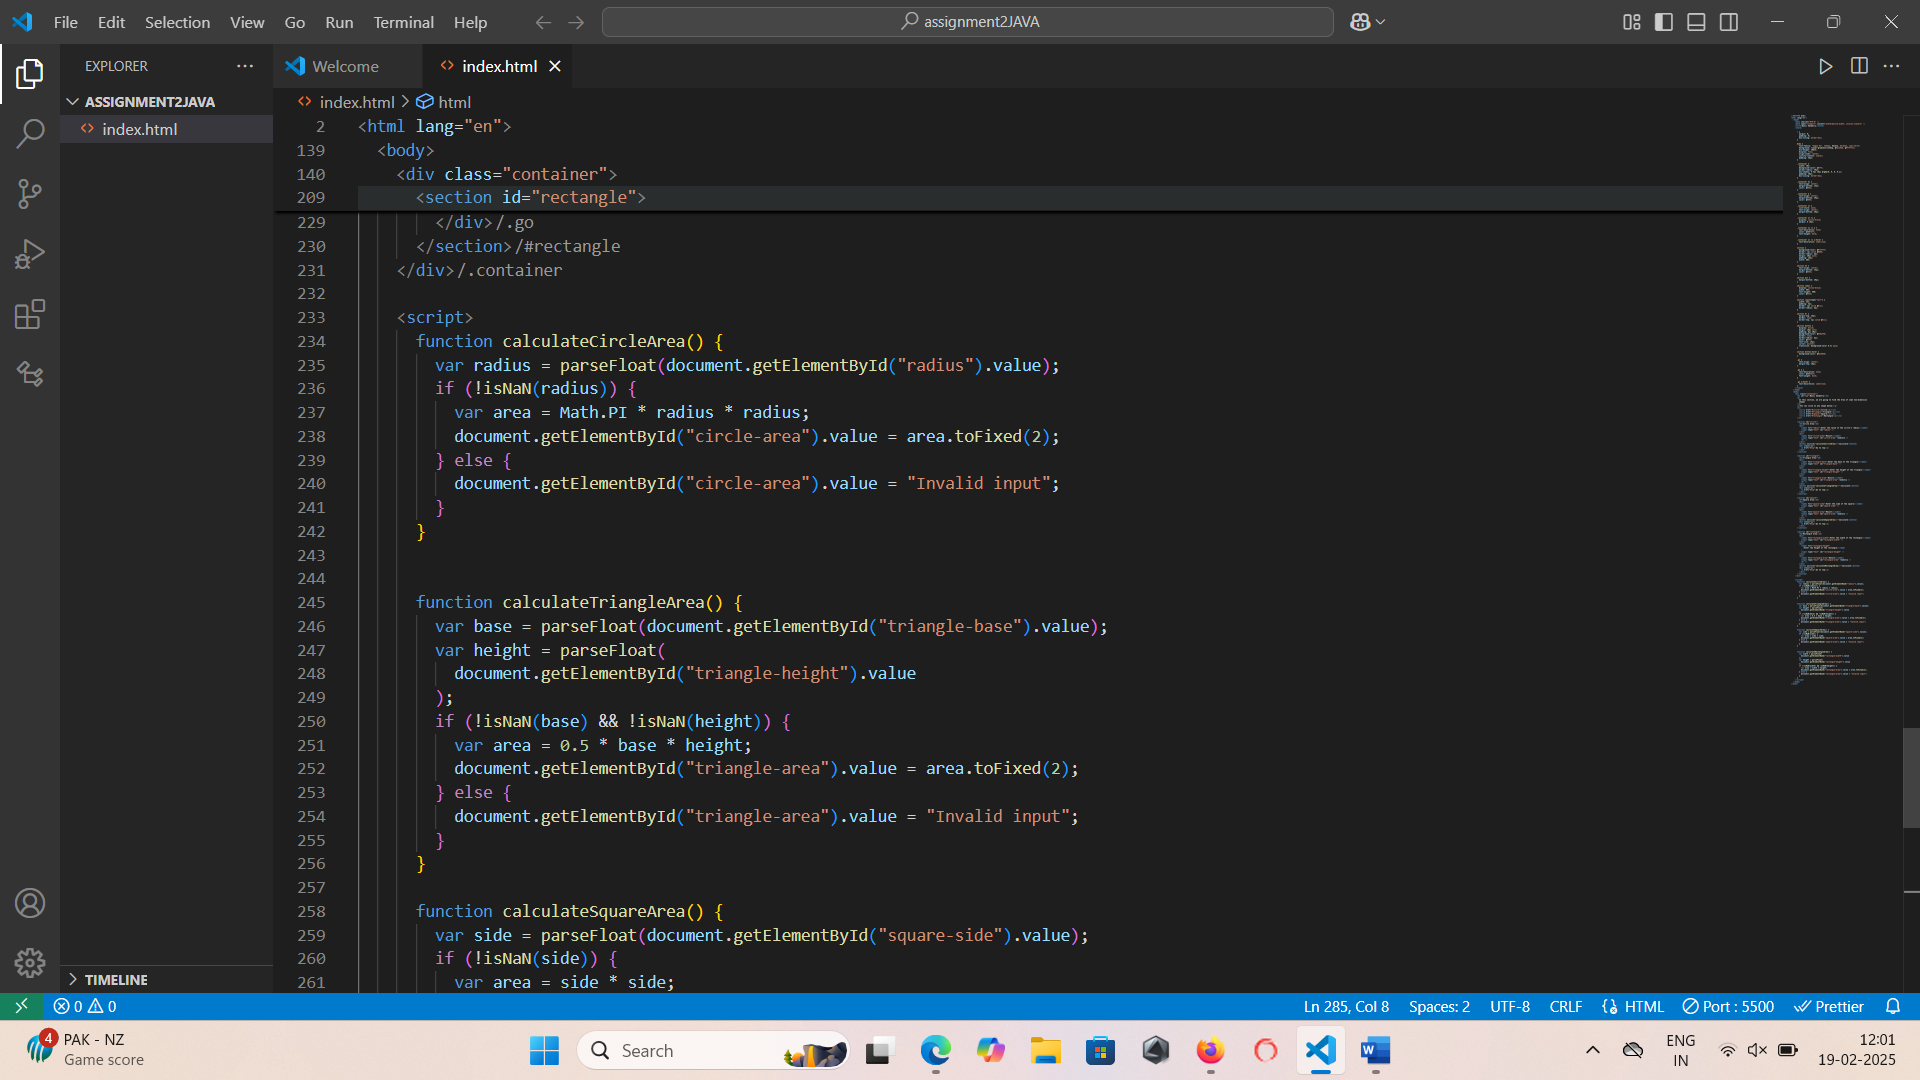 File Edit Selection View Go Run Terminal Help
assignment2JAVA
EXPLORER
ASSIGNMENT2JAVA
index.html
TIMELINE
Welcome
index.html
index.html > html
2 <html lang="en">
139 <body>
140 <div class="container">
209 <section id="rectangle">
229 </div>/.go
230 </section>/#rectangle
231 </div>/.container
232
233 <script>
234 function calculateCircleArea() {
235 var radius = parseFloat(document.getElementById("radius").value);
236 if (!isNaN(radius)) {
237 var area = Math.PI * radius * radius;
238 document.getElementById("circle-area").value = area.toFixed(2);
239 } else {
240 document.getElementById("circle-area").value = "Invalid input";
241 }
242 }
243
244
245 function calculateTriangleArea() {
246 var base = parseFloat(document.getElementById("triangle-base").value);
247 var height = parseFloat(
248 document.getElementById("triangle-height").value
249 );
250 if (!isNaN(base) && !isNaN(height)) {
251 var area = 0.5 * base * height;
252 document.getElementById("triangle-area").value = area.toFixed(2);
253 } else {
254 document.getElementById("triangle-area").value = "Invalid input";
255 }
256 }
257
258 function calculateSquareArea() {
259 var side = parseFloat(document.getElementById("square-side").value);
260 if (!isNaN(side)) {
261 var area = side * side;
0 0
Ln 285, Col 8 Spaces: 2 UTF-8 CRLF HTML Port : 5500 Prettier
4
PAK - NZ
Game score
Search
ENG
IN
12:01
19-02-2025